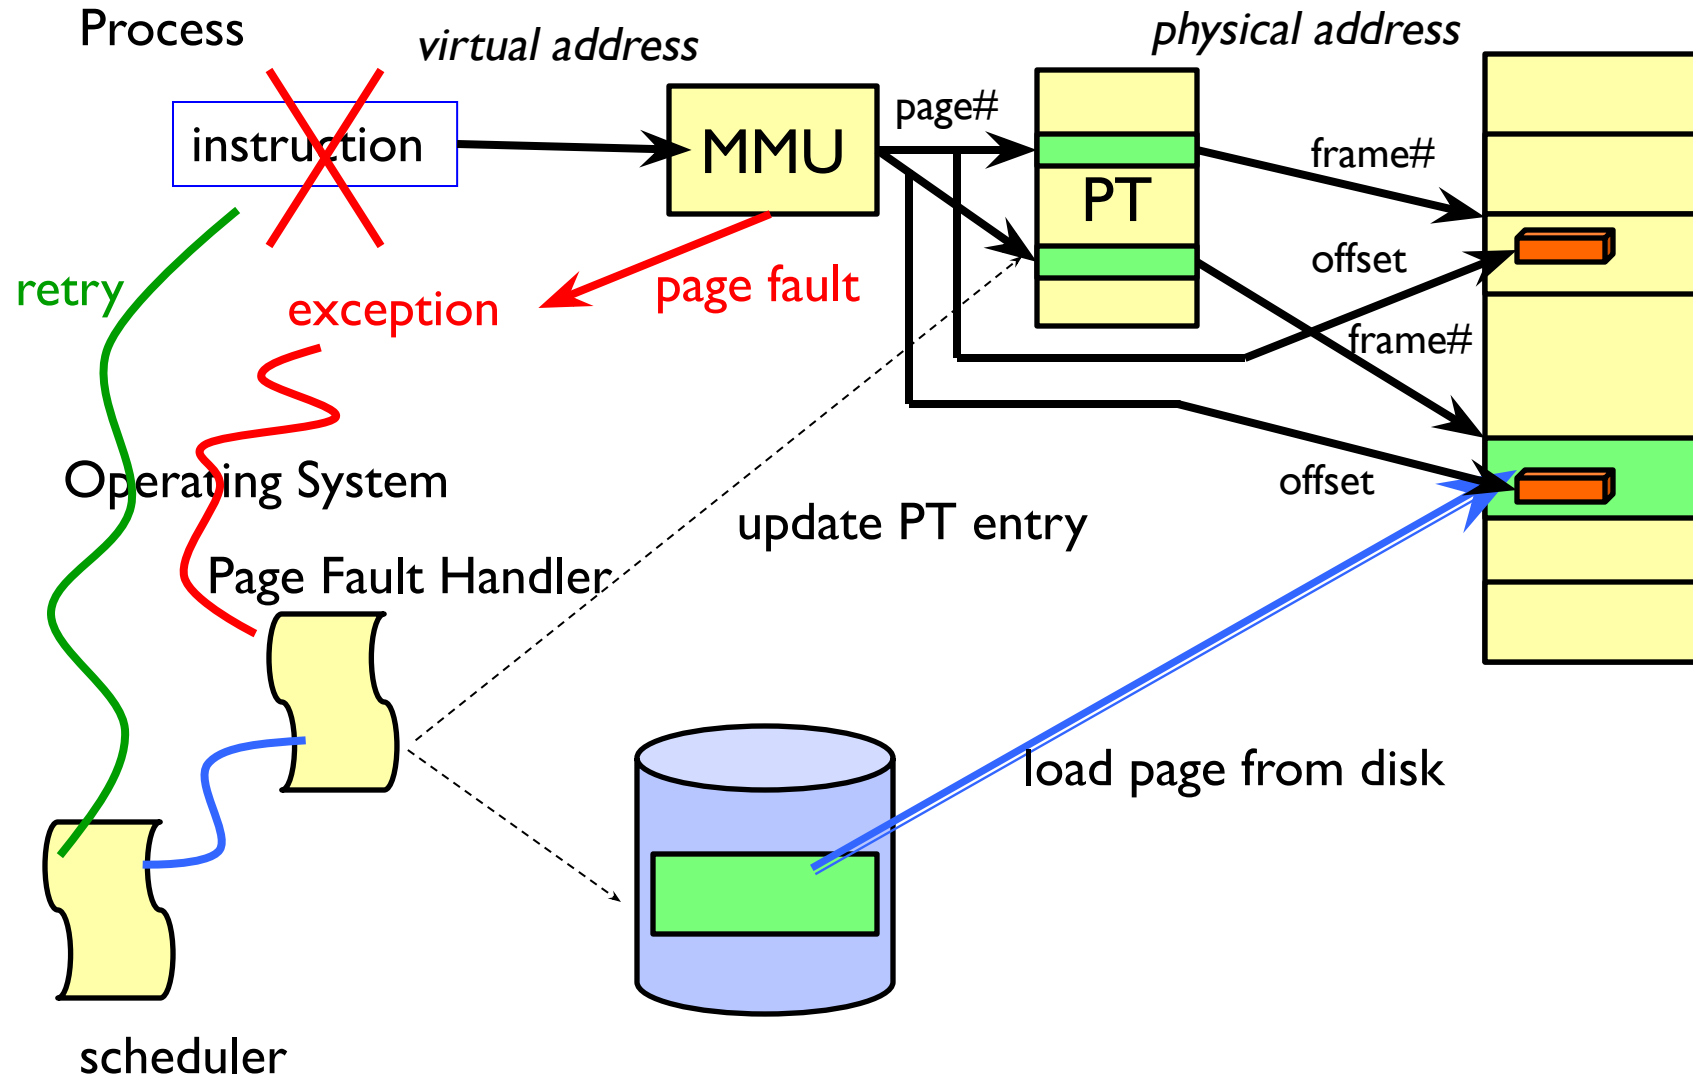 Process
virtual address
physical address
instruction
MMU
page#
PT
frame#
offset
retry
exception
page fault
frame#
Operating System
offset
update PT entry
Page Fault Handler
load page from disk
scheduler